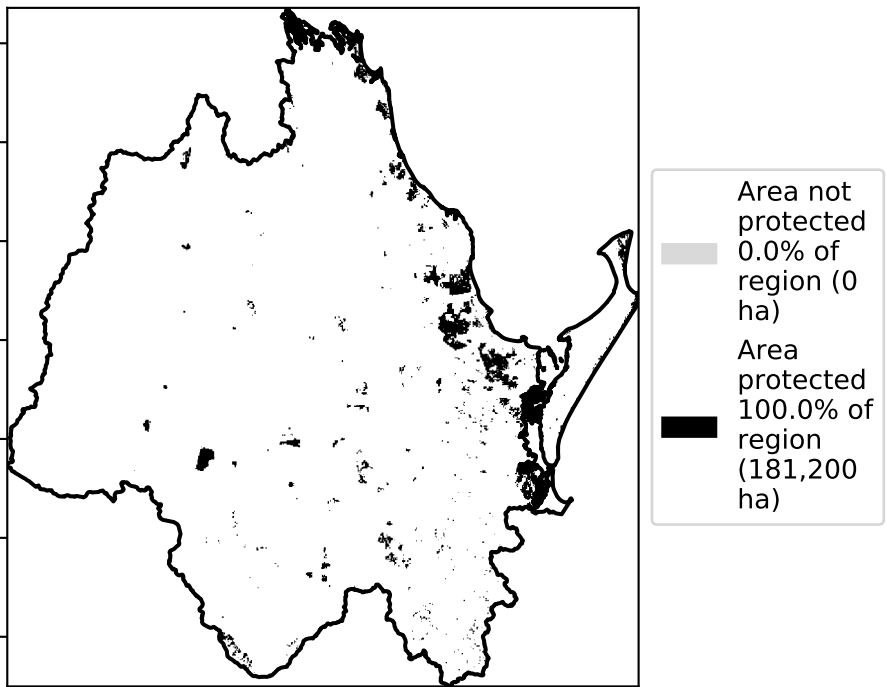 Area not
protected
0.0% of
region (0
ha)
Area
protected
100.0% of
region
(181,200
ha)